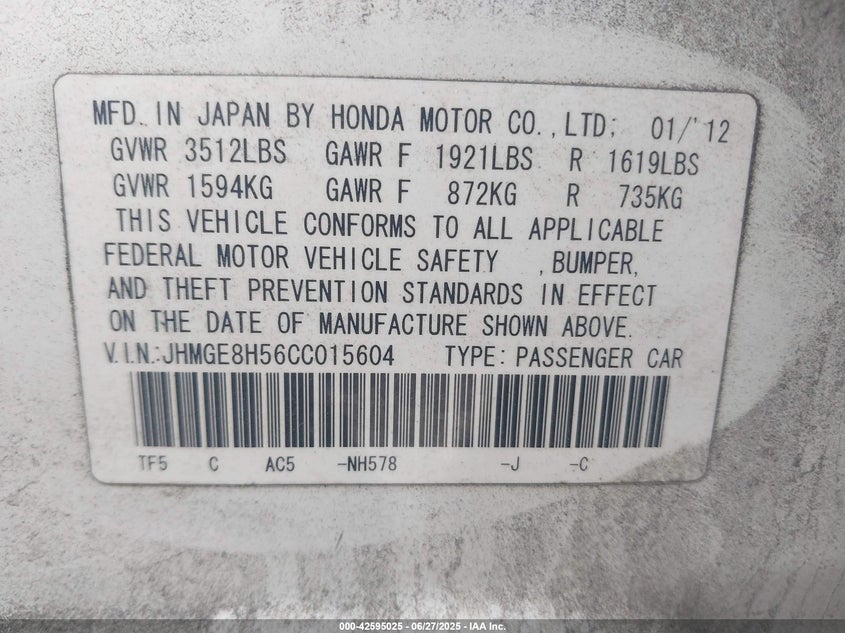 MFD. IN JAPAN BY HONDA MOTOR CO., LTD; 01/'12
GVWR 3512LBS GAWR F 1921LBS R 1619LBS
GVWR 1594KG GAWR F 872KG R 735KG
THIS VEHICLE CONFORMS TO ALL APPLICABLE
FEDERAL MOTOR VEHICLE SAFETY , BUMPER,
AND THEFT PREVENTION STANDARDS IN EFFECT
ON THE DATE OF MANUFACTURE SHOWN ABOVE.
V.I.N.: JHMGE8H56CC015604 TYPE: PASSENGER CAR
TF5 C AC5 -NH578 -J -C
000-42595025 | 06/27/2025 | IAA Inc.